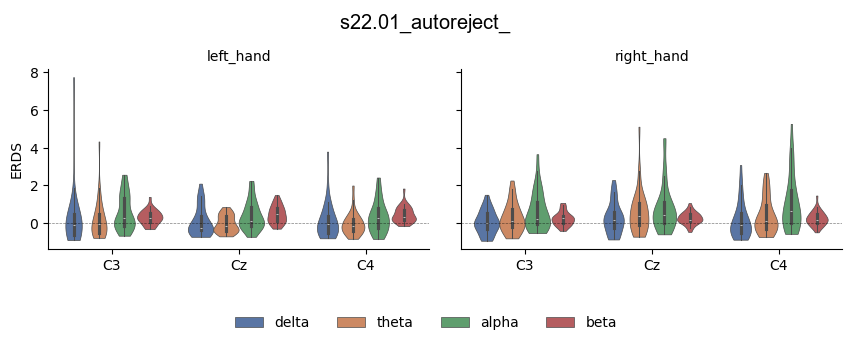 s22.01_autoreject_
left_hand
right_hand
ERDS
8
6
4
2
0
C3
Cz
C4
C3
Cz
C4
delta theta alpha beta